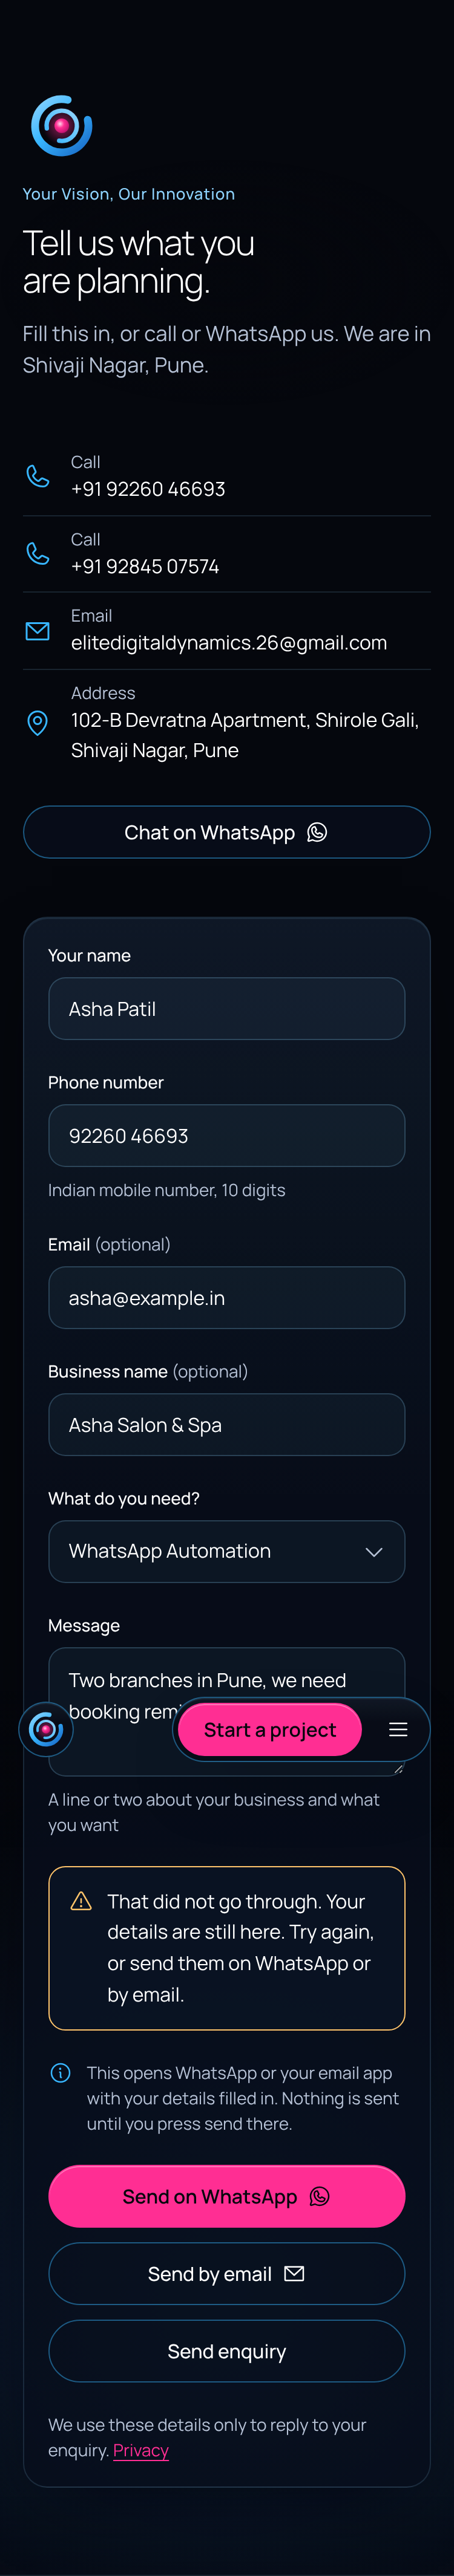 Your Vision, Our Innovation
Tell us what you
are planning.
Fill this in, or call or WhatsApp us. We are in
Shivaji Nagar, Pune.
Call
+91 92260 46693
Call
+91 92845 07574
Email
elitedigitaldynamics.26@gmail.com
Address
102-B Devratna Apartment, Shirole Gali,
Shivaji Nagar, Pune
Chat on WhatsApp
Your name
Asha Patil
Phone number
92260 46693
Indian mobile number, 10 digits
Email (optional)
asha@example.in
Business name (optional)
Asha Salon & Spa
What do you need?
WhatsApp Automation
Message
Two branches in Pune, we need
booking
Start a project
A line or two about your business and what
you want
That did not go through. Your
details are still here. Try again,
or send them on WhatsApp or
by email.
This opens WhatsApp or your email app
with your details filled in. Nothing is sent
until you press send there.
Send on WhatsApp
Send by email
Send enquiry
We use these details only to reply to your
enquiry. Privacy